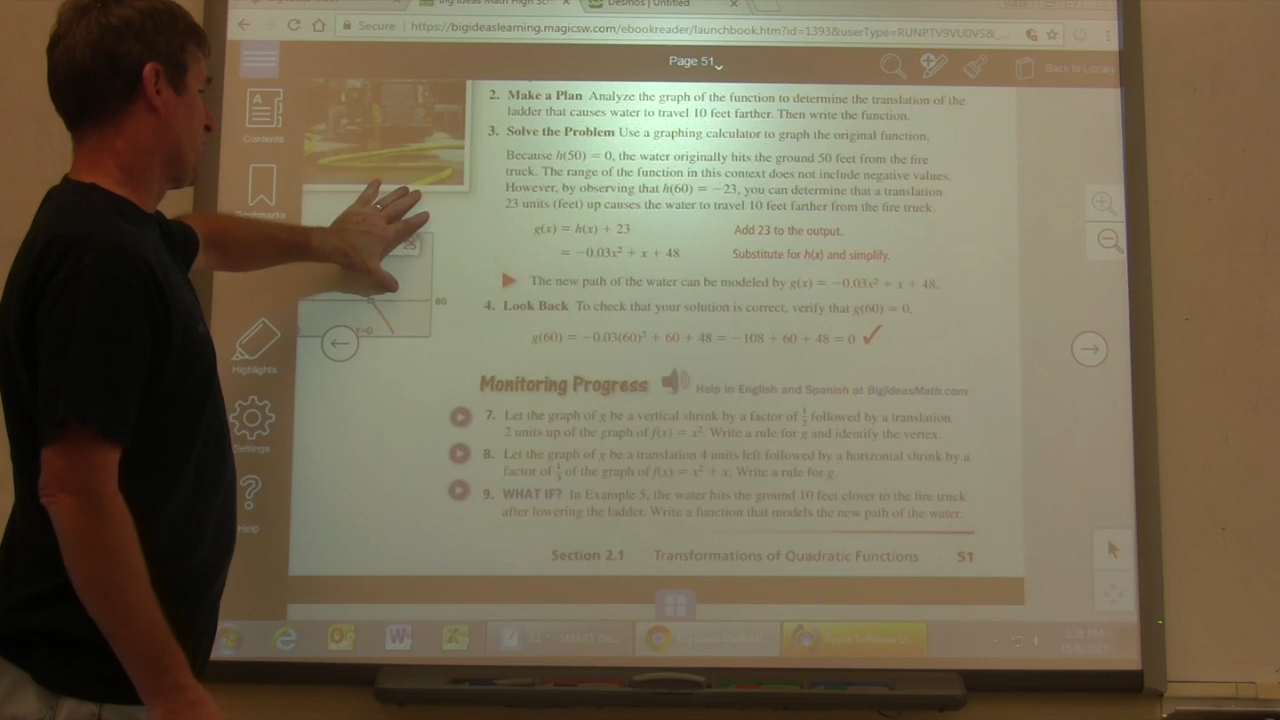 Desmos | Untitled
Secure
Page 51
Back to Library
Contents
2. Make a Plan Analyze the graph of the function to determine the translation of the
ladder that causes water to travel 10 feet farther. Then write the function.
3. Solve the Problem Use a graphing calculator to graph the original function.
Because h(50) = 0, the water originally hits the ground 50 feet from the fire
truck. The range of the function in this context does not include negative values.
However, by observing that h(60) = −23, you can determine that a translation
23 units (feet) up causes the water to travel 10 feet farther from the fire truck.
g(x) = h(x) + 23 Add 23 to the output.
= −0.03x² + x + 48 Substitute for h(x) and simplify.
The new path of the water can be modeled by g(x) = −0.03x² + x + 48.
4. Look Back To check that your solution is correct, verify that g(60) = 0.
g(60) = −0.03(60)² + 60 + 48 = −108 + 60 + 48 = 0 ✓
25
80
Y=0
Bookmarks
Highlights
Settings
Help
Monitoring Progress Help in English and Spanish at BigIdeasMath.com
7. Let the graph of g be a vertical shrink by a factor of 1/2 followed by a translation
2 units up of the graph of f(x) = x². Write a rule for g and identify the vertex.
8. Let the graph of g be a translation 4 units left followed by a horizontal shrink by a
factor of 1/3 of the graph of f(x) = x² + x. Write a rule for g.
9. WHAT IF? In Example 5, the water hits the ground 10 feet closer to the fire truck
after lowering the ladder. Write a function that models the new path of the water.
Section 2.1 Transformations of Quadratic Functions 51